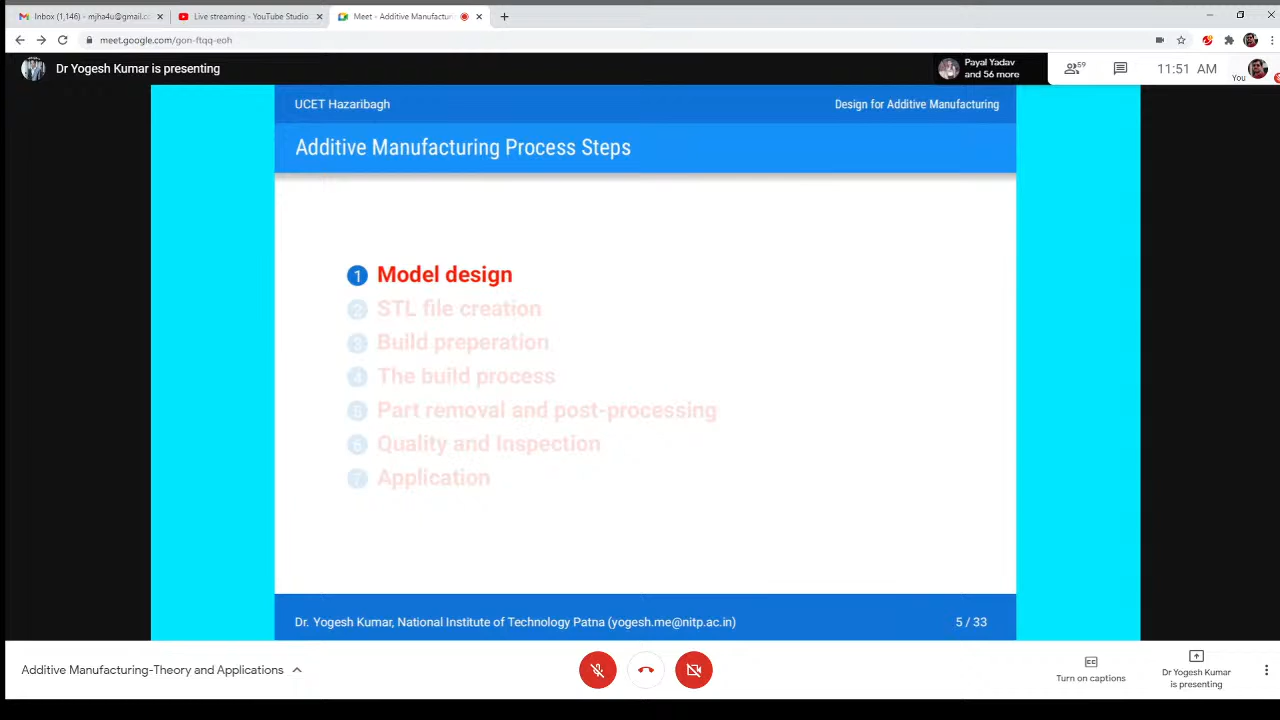 Inbox (1,146) - mjha4u@gmail.c
Live streaming - YouTube Studio
Meet - Additive Manufactur
meet.google.com/gon-ftqq-eoh
Dr Yogesh Kumar is presenting
Payal Yadav
and 56 more
59
11:51 AM
You
UCET Hazaribagh
Design for Additive Manufacturing
Additive Manufacturing Process Steps
1 Model design
2 STL file creation
3 Build preperation
4 The build process
5 Part removal and post-processing
6 Quality and Inspection
7 Application
Dr. Yogesh Kumar, National Institute of Technology Patna (yogesh.me@nitp.ac.in)
5 / 33
Additive Manufacturing-Theory and Applications
CC
Turn on captions
Dr Yogesh Kumar
is presenting